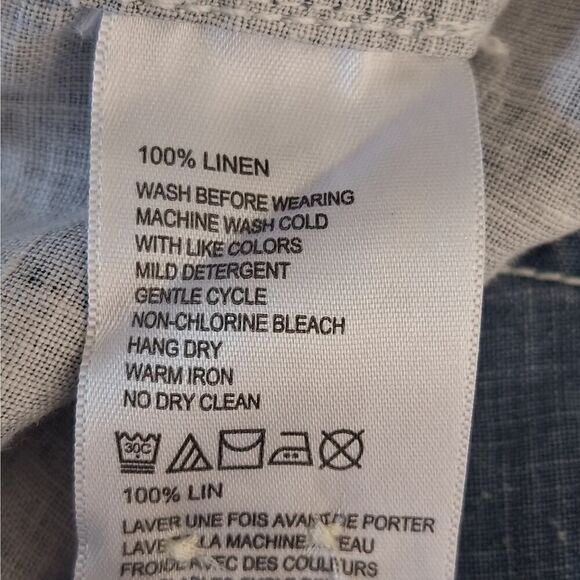 100% LINEN
WASH BEFORE WEARING
MACHINE WASH COLD
WITH LIKE COLORS
MILD DETERGENT
GENTLE CYCLE
NON-CHLORINE BLEACH
HANG DRY
WARM IRON
NO DRY CLEAN
30C
100% LIN
LAVER UNE FOIS AVANT DE PORTER
LA MACHINE
AVEC DES COULEURS